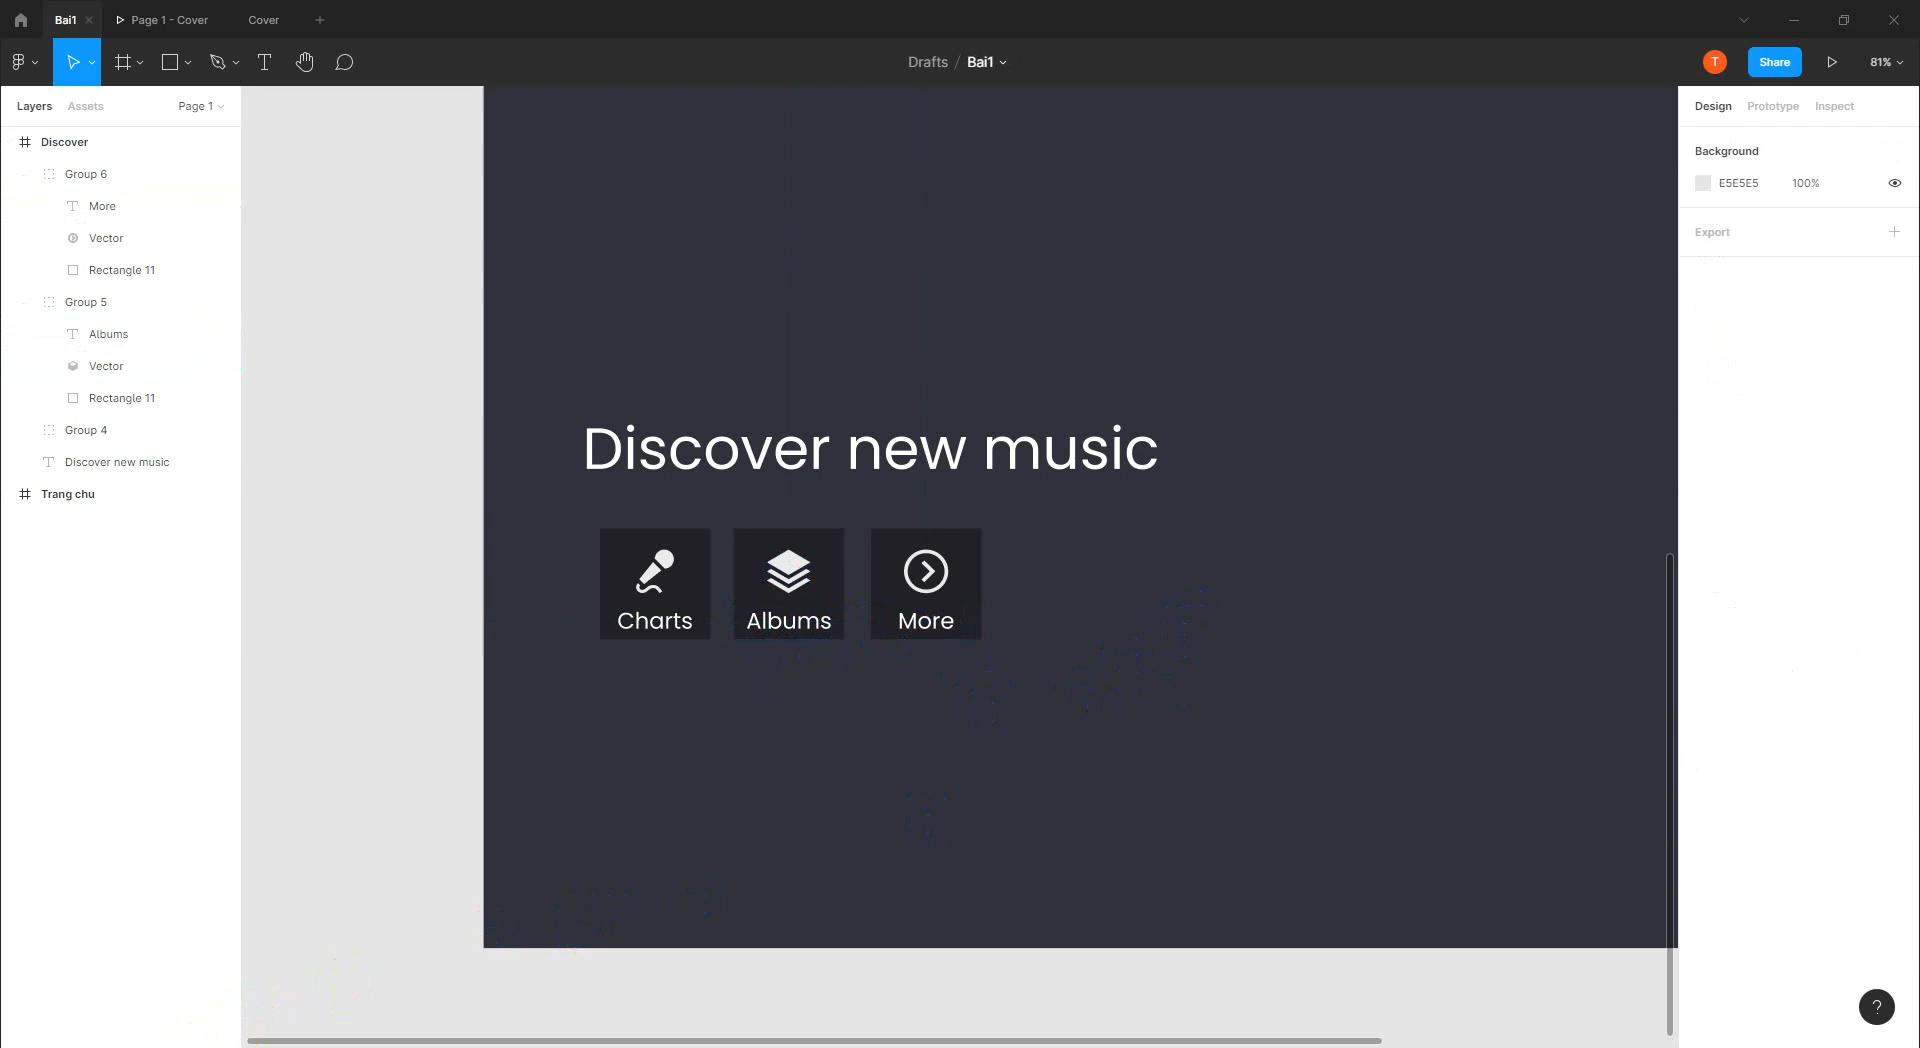 Bai1
Page 1 - Cover
Cover
Drafts / Bai1
T
Share
81%
Layers
Assets
Page 1
Discover
Group 6
More
Vector
Rectangle 11
Group 5
Albums
Vector
Rectangle 11
Group 4
Discover new music
Trang chu
Discover new music
Charts
Albums
More
Design
Prototype
Inspect
Background
E5E5E5
100%
Export
?